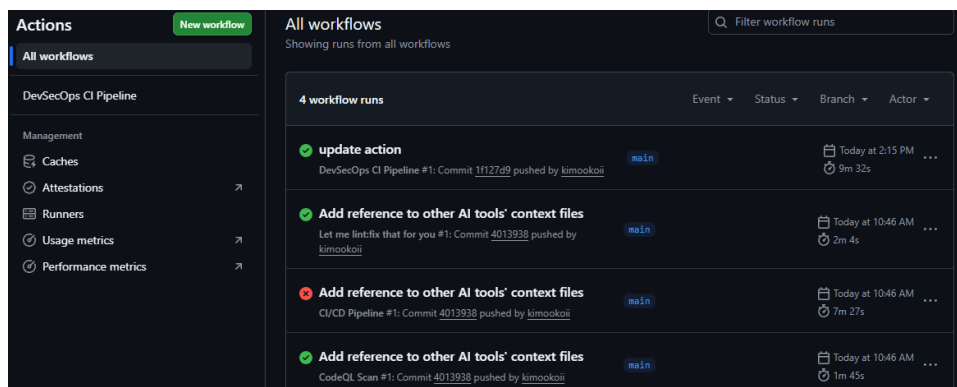 Actions
New workflow
All workflows
DevSecOps CI Pipeline
Management
Caches
Attestations
Runners
Usage metrics
Performance metrics
All workflows
Showing runs from all workflows
Filter workflow runs
4 workflow runs
Event
Status
Branch
Actor
update action
DevSecOps CI Pipeline #1: Commit 1f127d9 pushed by kimookoii
main
Today at 2:15 PM
9m 32s
Add reference to other AI tools' context files
Let me lint:fix that for you #1: Commit 4013938 pushed by
kimookoii
main
Today at 10:46 AM
2m 4s
Add reference to other AI tools' context files
CI/CD Pipeline #1: Commit 4013938 pushed by kimookoii
main
Today at 10:46 AM
7m 27s
Add reference to other AI tools' context files
CodeQL Scan #1: Commit 4013938 pushed by kimookoii
main
Today at 10:46 AM
1m 45s